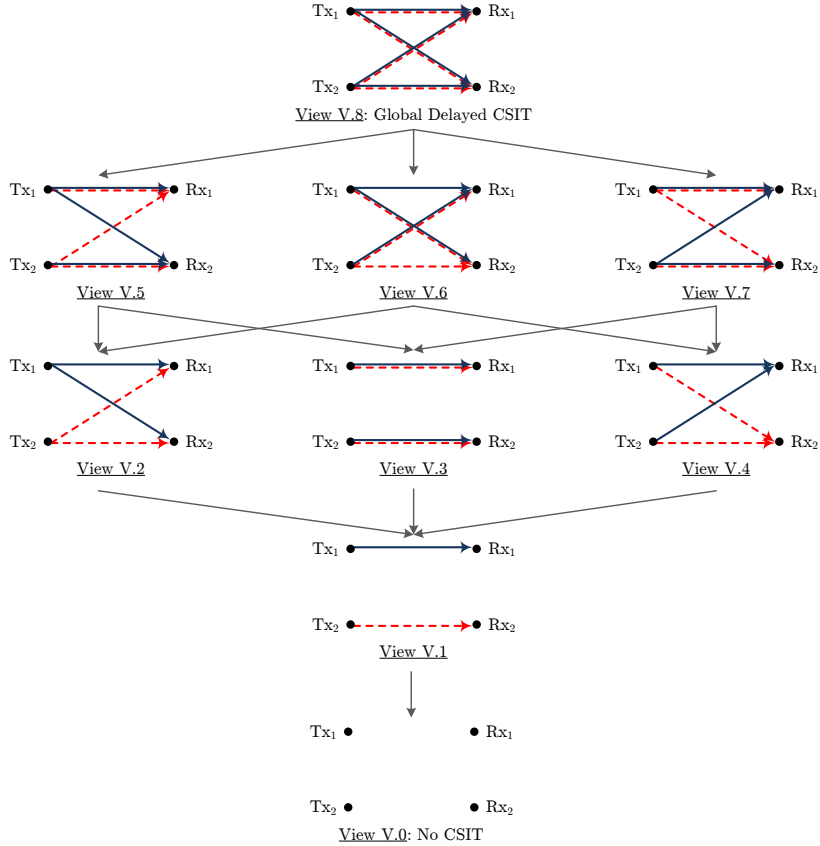 Tx₁ Rx₁
Tx₂ Rx₂
View V.8: Global Delayed CSIT
Tx₁ Rx₁ Tx₁ Rx₁ Tx₁ Rx₁
Tx₂ Rx₂ Tx₂ Rx₂ Tx₂ Rx₂
View V.5 View V.6 View V.7
Tx₁ Rx₁ Tx₁ Rx₁ Tx₁ Rx₁
Tx₂ Rx₂ Tx₂ Rx₂ Tx₂ Rx₂
View V.2 View V.3 View V.4
Tx₁ Rx₁
Tx₂ Rx₂
View V.1
Tx₁ Rx₁
Tx₂ Rx₂
View V.0: No CSIT